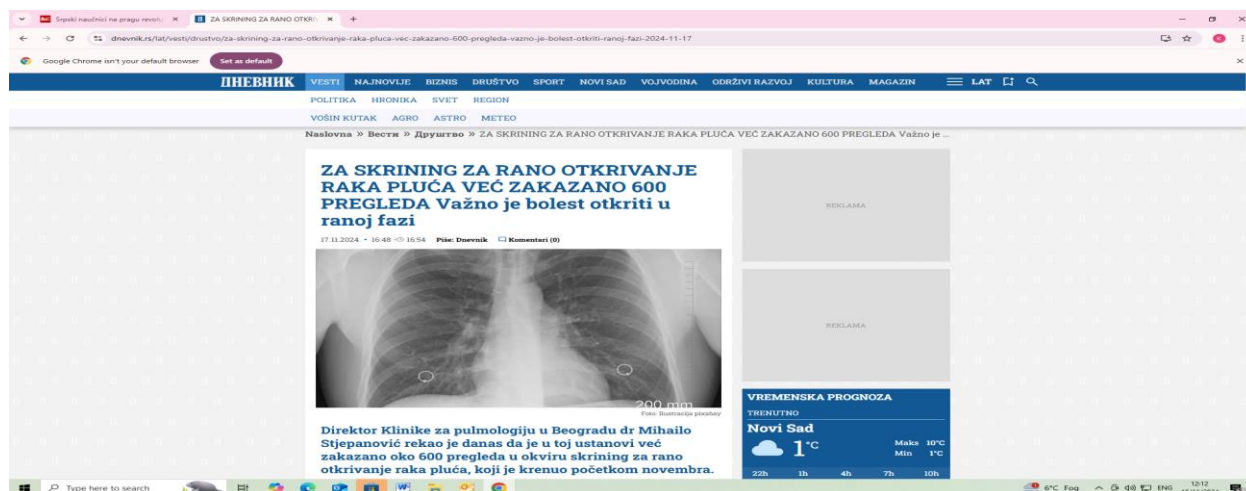 Srpski naučnici na pragu revolu
ZA SKRINING ZA RANO OTKRI
dnevnik.rs/lat/vesti/drustvo/za-skrining-za-rano-otkrivanje-raka-pluca-vec-zakazano-600-pregleda-vazno-je-bolest-otkriti-ranoj-fazi-2024-11-17
Google Chrome isn't your default browser Set as default
ДНЕВНИК VESTI NAJNOVIJE BIZNIS DRUŠTVO SPORT NOVI SAD VOJVODINA ODRŽIVI RAZVOJ KULTURA MAGAZIN LAT
POLITIKA HRONIKA SVET REGION
VOŠIN KUTAK AGRO ASTRO METEO
Naslovna » Вести » Друштво » ZA SKRINING ZA RANO OTKRIVANJE RAKA PLUĆA VEĆ ZAKAZANO 600 PREGLEDA Važno je ...
ZA SKRINING ZA RANO OTKRIVANJE
RAKA PLUĆA VEĆ ZAKAZANO 600
PREGLEDA Važno je bolest otkriti u
ranoj fazi
17.11.2024. • 16:48 16:54 Piše: Dnevnik Komentari (0)
200 mm
Foto: Ilustracija pixabay
Direktor Klinike za pulmologiju u Beogradu dr Mihailo
Stjepanović rekao je danas da je u toj ustanovi već
zakazano oko 600 pregleda u okviru skrining za rano
otkrivanje raka pluća, koji je krenuo početkom novembra.
REKLAMA
REKLAMA
VREMENSKA PROGNOZA
TRENUTNO
Novi Sad
1°C
Maks 10°C
Min 1°C
22h 1h 4h 7h 10h
Type here to search
6°C Fog ENG 12:12